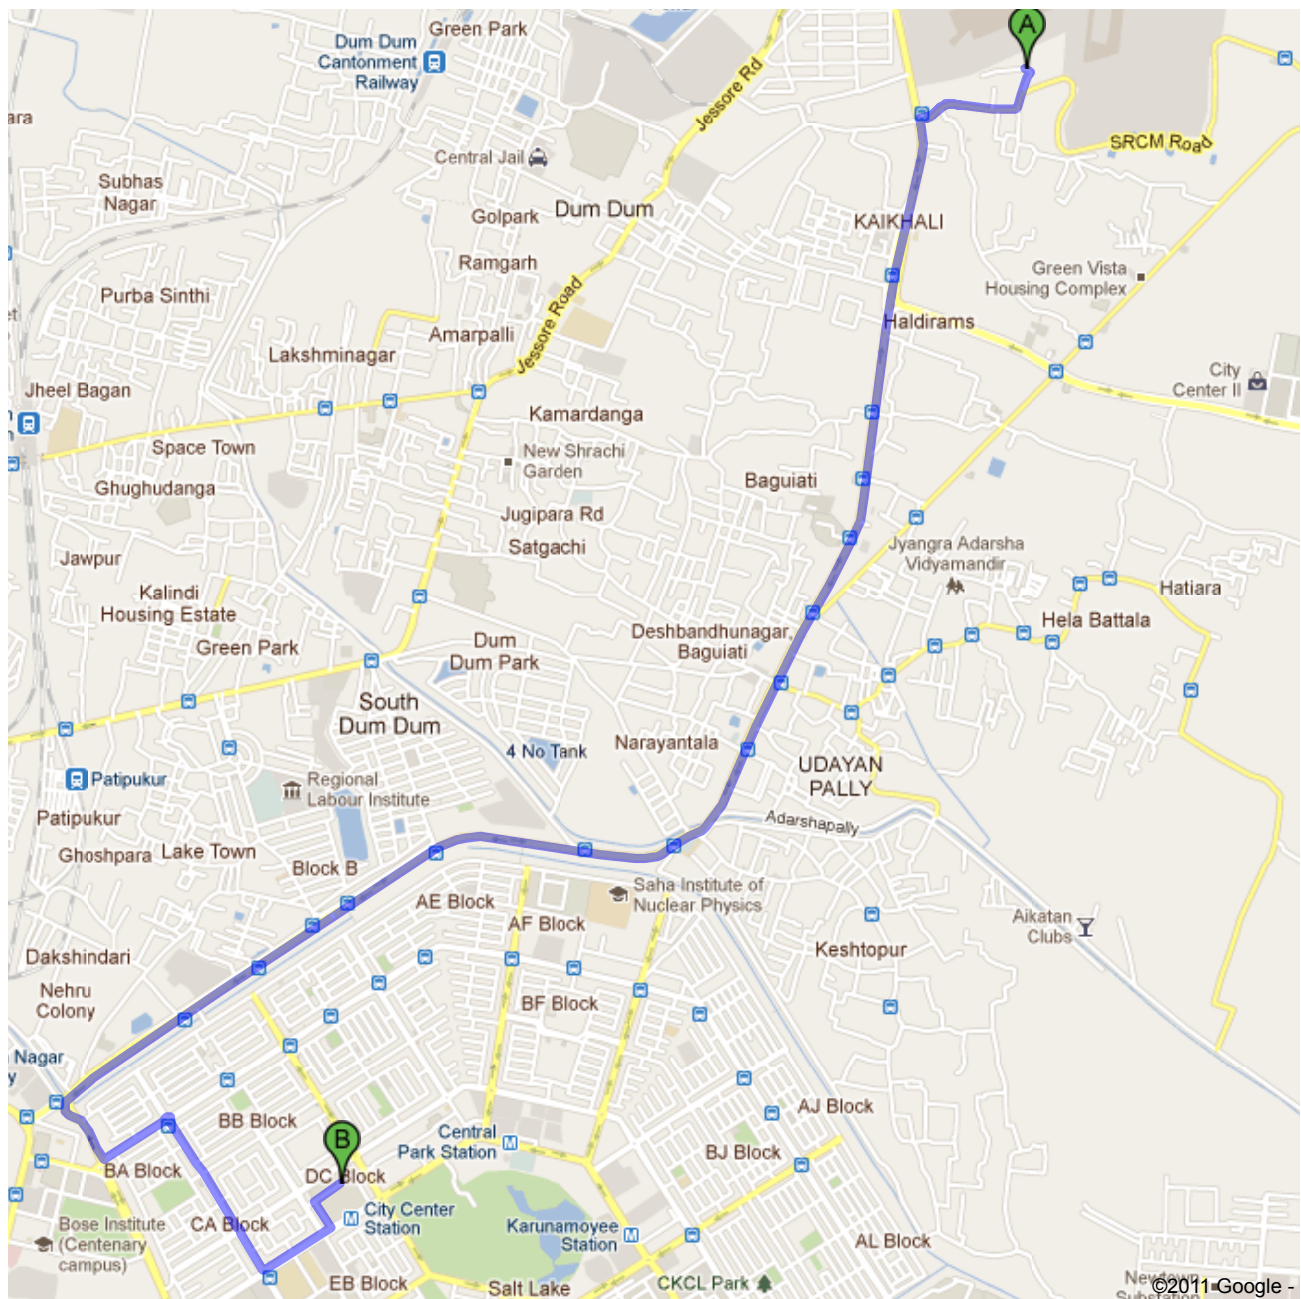 A
Green Park
Dum Dum
Cantonment
Railway
Jessore Rd
SRCM Road
ara
Central Jail
Subhas
Nagar
Golpark
Dum Dum
KAIKHALI
Ramgarh
Green Vista
Housing Complex
Purba Sinthi
et
Jessore Road
Haldirams
Amarpalli
Lakshminagar
City
Center II
Jheel Bagan
Kamardanga
n
n
Space Town
New Shrachi
Garden
Baguiati
Ghughudanga
Jugipara Rd
Satgachi
Jyangra Adarsha
Vidyamandir
Jawpur
Kalindi
Housing Estate
Hatiara
Hela Battala
Deshbandhunagar,
Baguiati
Green Park
Dum
Dum Park
South
Dum Dum
4 No Tank
Narayantala
UDAYAN
PALLY
Patipukur
Regional
Labour Institute
Patipukur
Adarshapally
Ghoshpara
Lake Town
Block B
Saha Institute of
Nuclear Physics
AE Block
AF Block
Aikatan
Clubs
Keshtopur
Dakshindari
Nehru
Colony
BF Block
Nagar
y
AJ Block
BB Block
B
Central
Park Station
BJ Block
BA Block
DC Block
City Center
Station
CA Block
Bose Institute
(Centenary
campus)
Karunamoyee
Station
AL Block
EB Block
Salt Lake
CKCL Park
Newtown
Substation
©2011 Google -